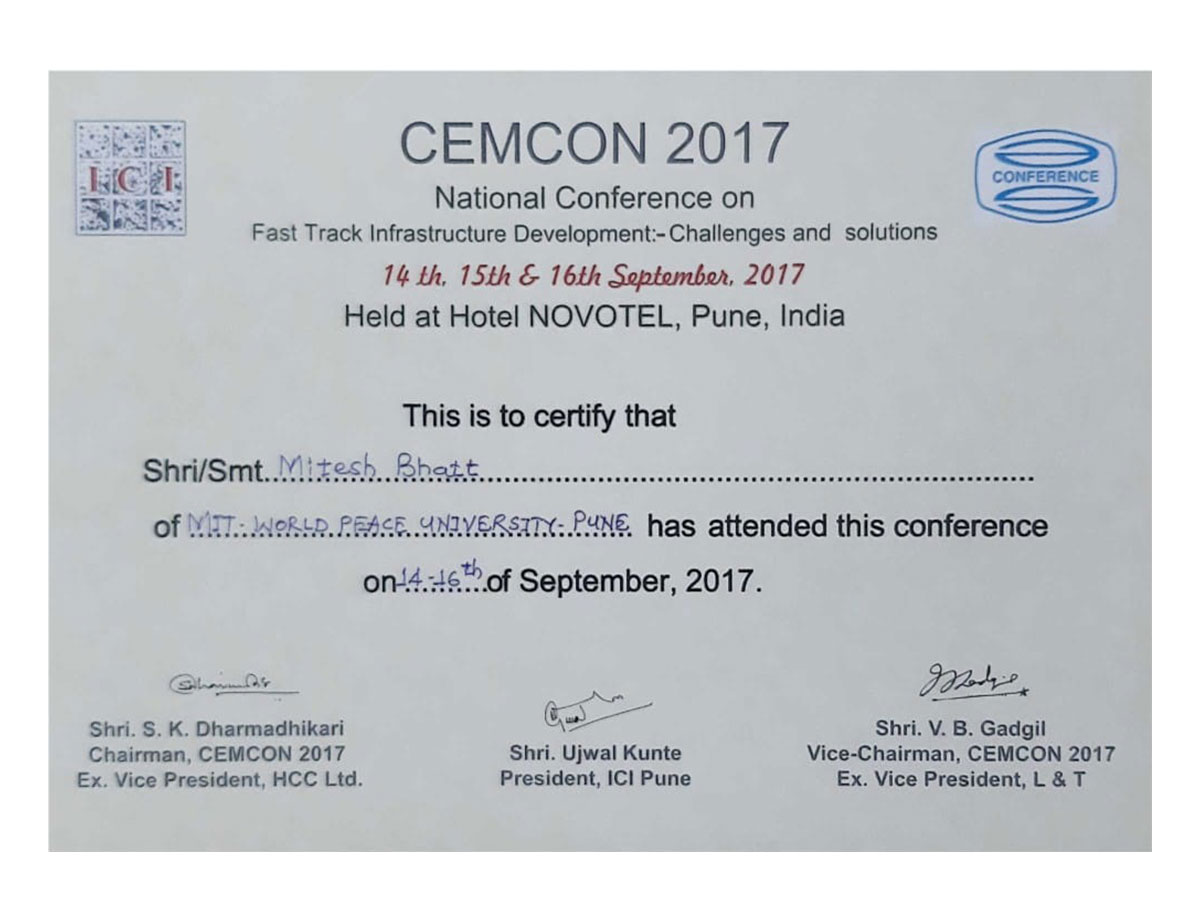 CEMCON 2017
ICI
CONFERENCE
National Conference on
Fast Track Infrastructure Development:- Challenges and solutions
14 th, 15th & 16th September, 2017
Held at Hotel NOVOTEL, Pune, India
This is to certify that
Shri/Smt. Mitesh Bhatt
of MIT- WORLD PEACE UNIVERSITY- PUNE has attended this conference
on 14-16th of September, 2017.
Shri. S. K. Dharmadhikari
Chairman, CEMCON 2017
Ex. Vice President, HCC Ltd.
Shri. Ujwal Kunte
President, ICI Pune
Shri. V. B. Gadgil
Vice-Chairman, CEMCON 2017
Ex. Vice President, L & T